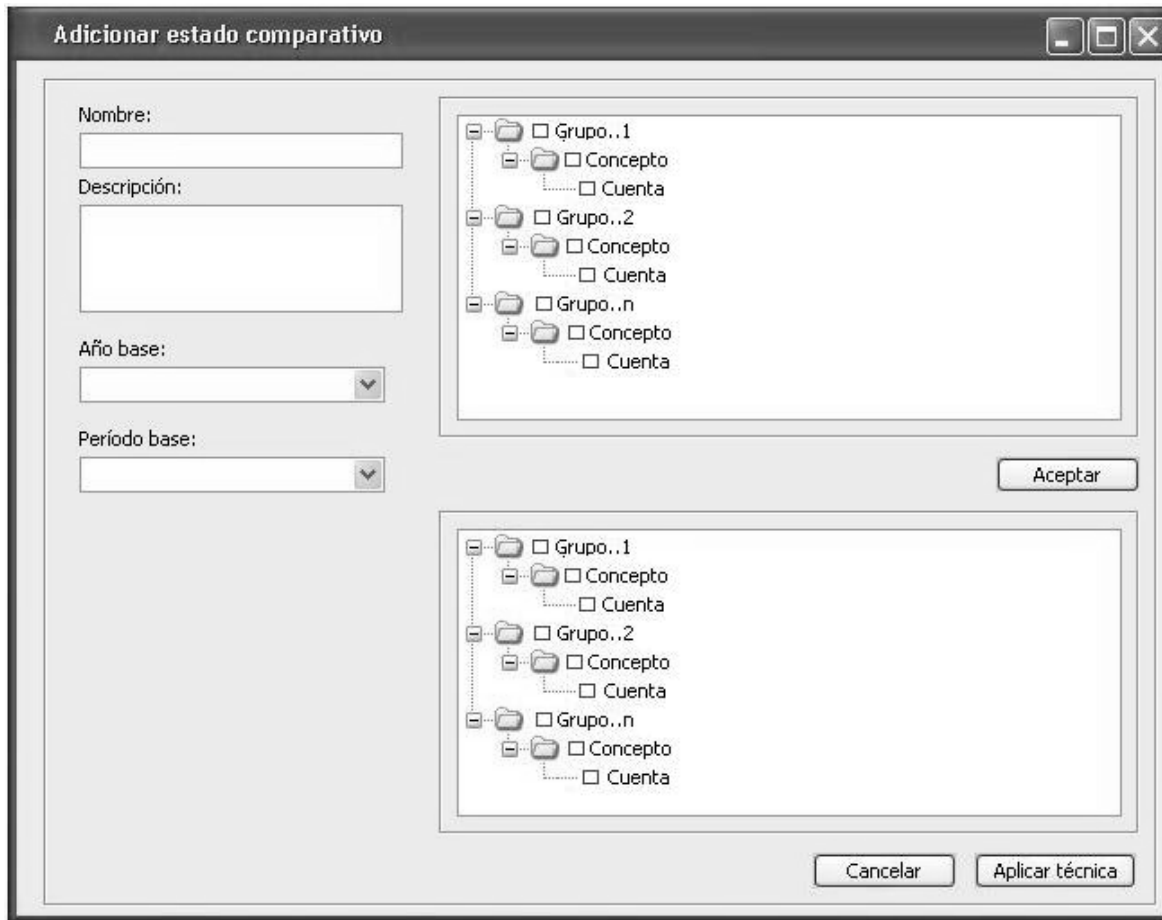 Adicionar estado comparativo
Nombre:
Descripción:
Año base:
Período base:
Grupo..1
Concepto
Cuenta
Grupo..2
Concepto
Cuenta
Grupo..n
Concepto
Cuenta
Aceptar
Grupo..1
Concepto
Cuenta
Grupo..2
Concepto
Cuenta
Grupo..n
Concepto
Cuenta
Cancelar
Aplicar técnica